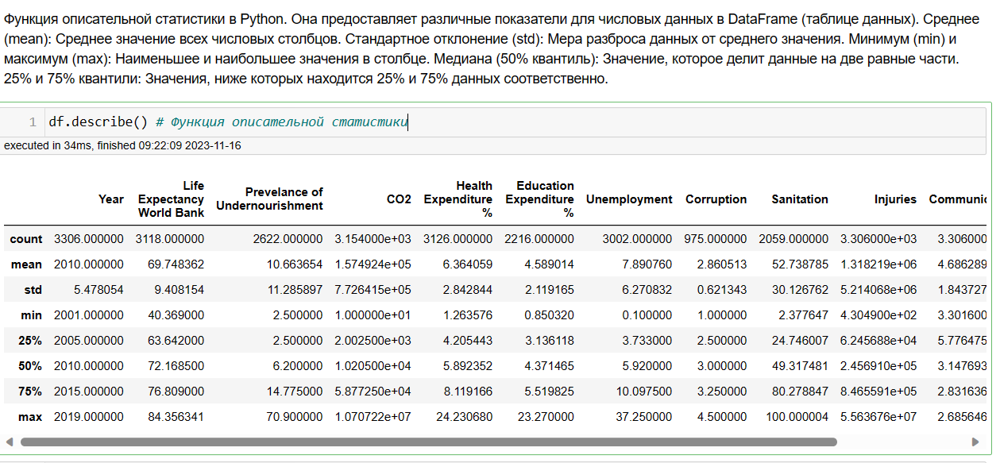 Функция описательной статистики в Python. Она предоставляет различные показатели для числовых данных в DataFrame (таблице данных). Среднее
(mean): Среднее значение всех числовых столбцов. Стандартное отклонение (std): Мера разброса данных от среднего значения. Минимум (min) и
максимум (max): Наименьшее и наибольшее значения в столбце. Медиана (50% квантиль): Значение, которое делит данные на две равные части.
25% и 75% квантили: Значения, ниже которых находится 25% и 75% данных соответственно.
1 df.describe() # Функция описательной статистики
executed in 34ms, finished 09:22:09 2023-11-16
Year Life Expectancy World Bank Prevelance of Undernourishment CO2 Health Expenditure % Education Expenditure % Unemployment Corruption Sanitation Injuries Communic
count 3306.000000 3118.000000 2622.000000 3.154000e+03 3126.000000 2216.000000 3002.000000 975.000000 2059.000000 3.306000e+03 3.306000
mean 2010.000000 69.748362 10.663654 1.574924e+05 6.364059 4.589014 7.890760 2.860513 52.738785 1.318219e+06 4.686289
std 5.478054 9.408154 11.285897 7.726415e+05 2.842844 2.119165 6.270832 0.621343 30.126762 5.214068e+06 1.843727
min 2001.000000 40.369000 2.500000 1.000000e+01 1.263576 0.850320 0.100000 1.000000 2.377647 4.304900e+02 3.301600
25% 2005.000000 63.642000 2.500000 2.002500e+03 4.205443 3.136118 3.733000 2.500000 24.746007 6.245688e+04 5.776475
50% 2010.000000 72.168500 6.200000 1.020500e+04 5.892352 4.371465 5.920000 3.000000 49.317481 2.456910e+05 3.147693
75% 2015.000000 76.809000 14.775000 5.877250e+04 8.119166 5.519825 10.097500 3.250000 80.278847 8.465591e+05 2.831636
max 2019.000000 84.356341 70.900000 1.070722e+07 24.230680 23.270000 37.250000 4.500000 100.000004 5.563676e+07 2.685646